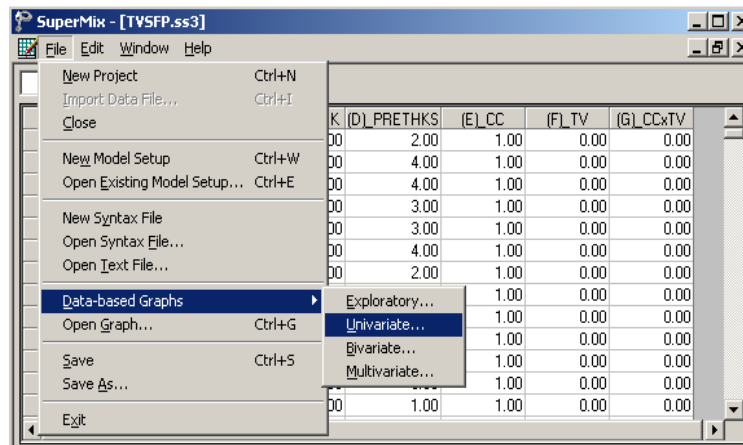 SuperMix - [TVSFP.ss3]
File Edit Window Help
New Project Ctrl+N
Import Data File... Ctrl+I
Close
New Model Setup Ctrl+W
Open Existing Model Setup... Ctrl+E
New Syntax File
Open Syntax File...
Open Text File...
Data-based Graphs
Open Graph... Ctrl+G
Save Ctrl+S
Save As...
Exit
Exploratory...
Univariate...
Bivariate...
Multivariate...
K (D)_PRETHKS (E)_CC (F)_TV (G)_CCxTV
00 2.00 1.00 0.00 0.00
00 4.00 1.00 0.00 0.00
00 4.00 1.00 0.00 0.00
00 3.00 1.00 0.00 0.00
00 3.00 1.00 0.00 0.00
00 4.00 1.00 0.00 0.00
00 2.00 1.00 0.00 0.00
1.00 0.00 0.00
1.00 0.00 0.00
1.00 0.00 0.00
1.00 0.00 0.00
1.00 0.00 0.00
00 1.00 1.00 0.00 0.00